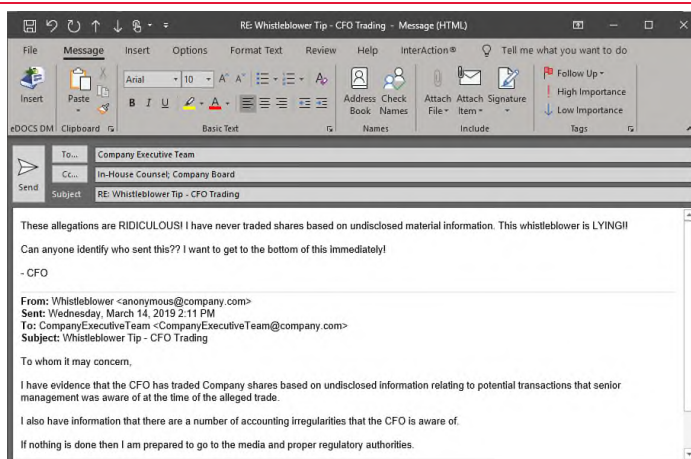 RE: Whistleblower Tip - CFO Trading - Message (HTML)
File Message Insert Options Format Text Review Help InterAction® Tell me what you want to do
Insert Paste Arial 10 Address Book Check Names Attach File Attach Item Signature Follow Up
High Importance
Low Importance
B I U
eDOCS DM Clipboard Basic Text Names Include Tags
To... Company Executive Team
Cc... In-House Counsel; Company Board
Send Subject RE: Whistleblower Tip - CFO Trading
These allegations are RIDICULOUS! I have never traded shares based on undisclosed material information. This whistleblower is LYING!!
Can anyone identify who sent this?? I want to get to the bottom of this immediately!
- CFO
From: Whistleblower <anonymous@company.com>
Sent: Wednesday, March 14, 2019 2:11 PM
To: CompanyExecutiveTeam <CompanyExecutiveTeam@company.com>
Subject: Whistleblower Tip - CFO Trading
To whom it may concern,
I have evidence that the CFO has traded Company shares based on undisclosed information relating to potential transactions that senior
management was aware of at the time of the alleged trade.
I also have information that there are a number of accounting irregularities that the CFO is aware of.
If nothing is done then I am prepared to go to the media and proper regulatory authorities.